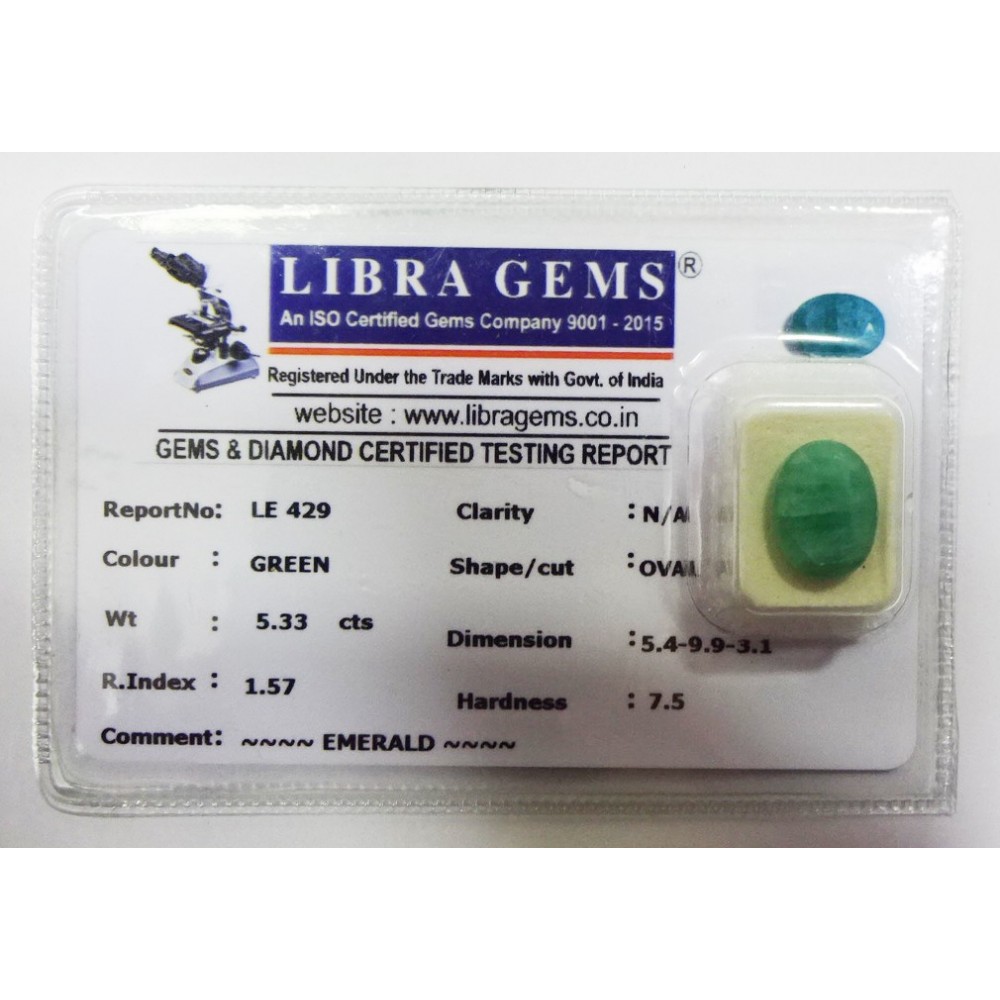 LIBRA GEMS ®
An ISO Certified Gems Company 9001 - 2015
Registered Under the Trade Marks with Govt. of India
website : www.libragems.co.in
GEMS & DIAMOND CERTIFIED TESTING REPORT
ReportNo: LE 429 Clarity : N/A
Colour : GREEN Shape/cut : OVAL
Wt : 5.33 cts Dimension : 5.4-9.9-3.1
R.Index : 1.57 Hardness : 7.5
Comment: ~~~~ EMERALD ~~~~